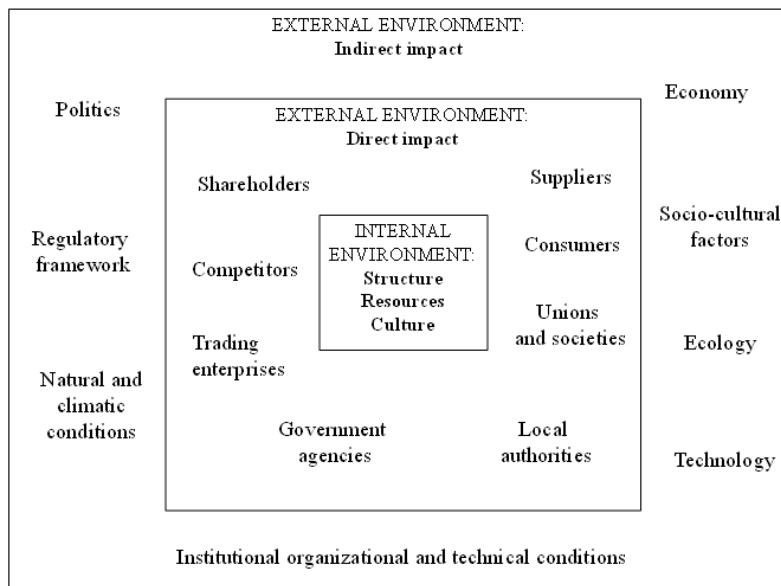 EXTERNAL ENVIRONMENT:
Indirect impact
Politics
Economy
EXTERNAL ENVIRONMENT:
Direct impact
Shareholders
Suppliers
Regulatory
framework
Socio-cultural
factors
Competitors
INTERNAL
ENVIRONMENT:
Structure
Resources
Culture
Consumers
Trading
enterprises
Unions
and societies
Ecology
Natural and
climatic
conditions
Government
agencies
Local
authorities
Technology
Institutional organizational and technical conditions